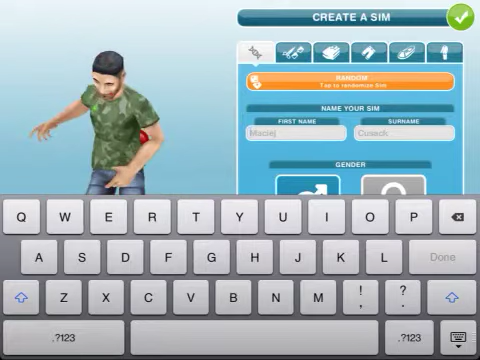 CREATE A SIM
RANDOM
Tap to randomize Sim
NAME YOUR SIM
FIRST NAME SURNAME
Maciej Cusack
GENDER
Q W E R T Y U I O P
A S D F G H J K L Done
Z X C V B N M ! , ? .
.?123 .?123